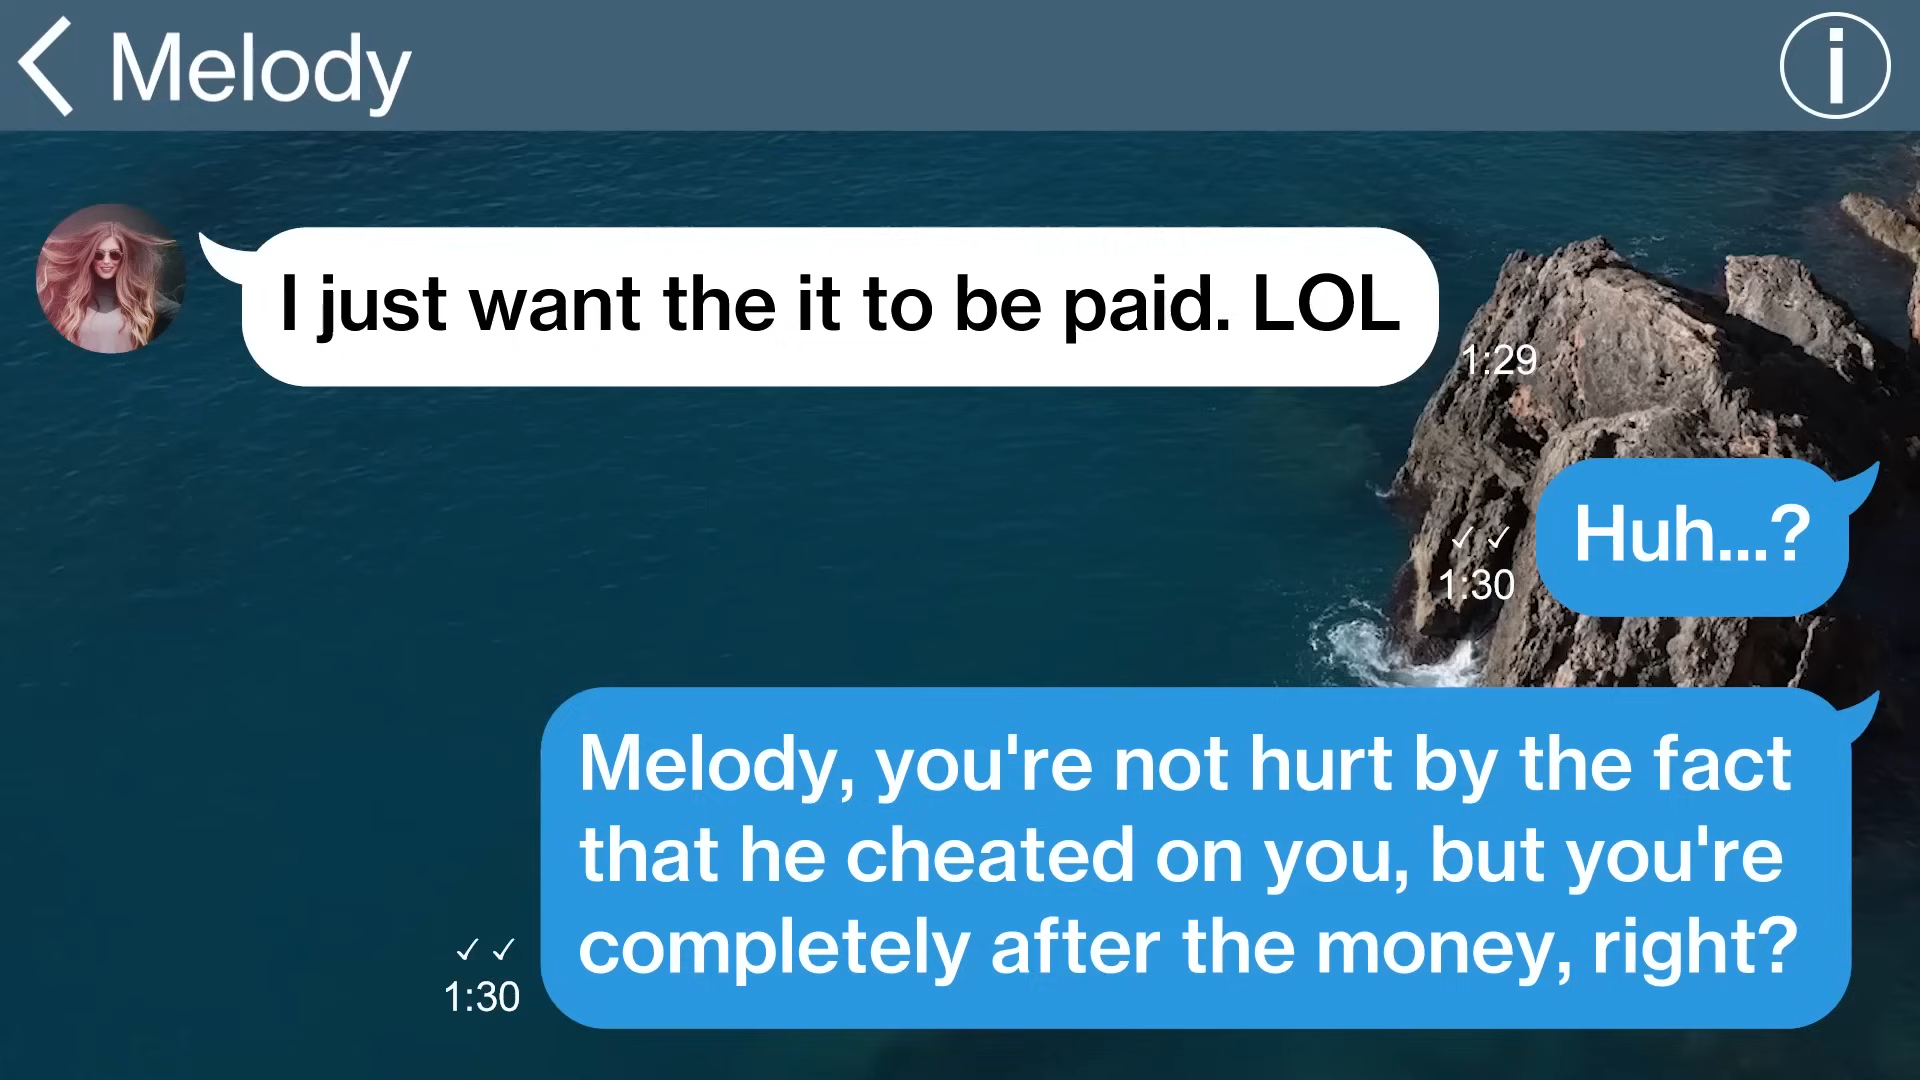 Melody
I just want the it to be paid. LOL
1:29
Huh...?
✓ ✓
1:30
Melody, you're not hurt by the fact
that he cheated on you, but you're
completely after the money, right?
✓ ✓
1:30